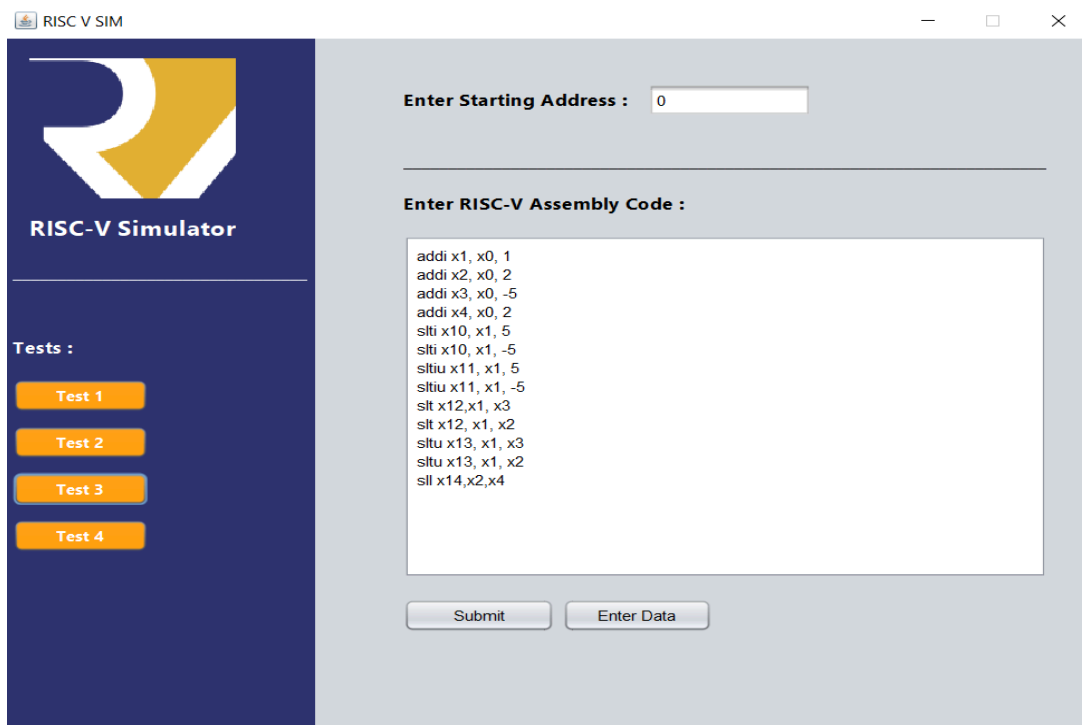 RISC V SIM
RISC-V Simulator
Tests :
Test 1
Test 2
Test 3
Test 4
Enter Starting Address :
0
Enter RISC-V Assembly Code :
addi x1, x0, 1
addi x2, x0, 2
addi x3, x0, -5
addi x4, x0, 2
slti x10, x1, 5
slti x10, x1, -5
sltiu x11, x1, 5
sltiu x11, x1, -5
slt x12,x1, x3
slt x12, x1, x2
sltu x13, x1, x3
sltu x13, x1, x2
sll x14,x2,x4
Submit
Enter Data